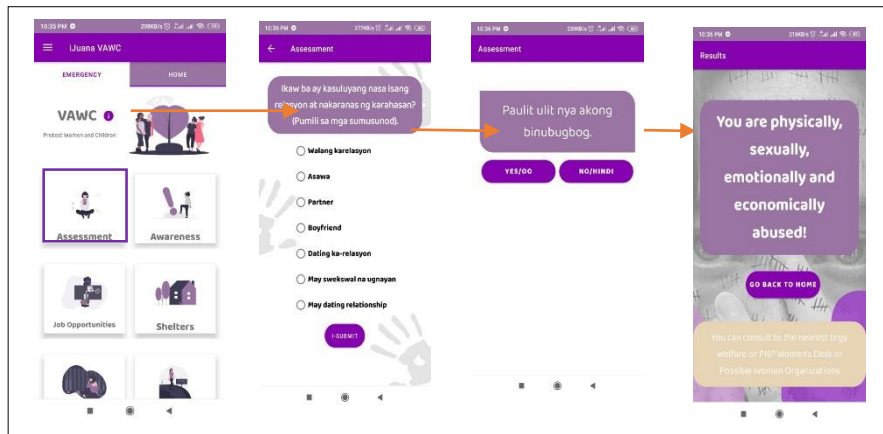 10:35 PM
208KB/s
iJuana VAWC
EMERGENCY
HOME
VAWC
Protect Women and Children
Assessment
Awareness
Job Opportunities
Shelters
10:36 PM
277KB/s
Assessment
Ikaw ba ay kasuluyang nasa isang
relasyon at nakaranas ng karahasan?
(Pumili sa mga sumusunod).
Walang karelasyon
Asawa
Partner
Boyfriend
Dating ka-relasyon
May swekswal na ugnayan
May dating relationship
I-SUBMIT
10:36 PM
239KB/s
Assessment
Paulit ulit nya akong
binubugbog.
YES/OO
NO/HINDI
10:36 PM
216KB/s
Results
You are physically,
sexually,
emotionally and
economically
abused!
GO BACK TO HOME
You can consult to the nearest brgy.
Welfare or PNP Women's Desk or
Possible Women Organizations